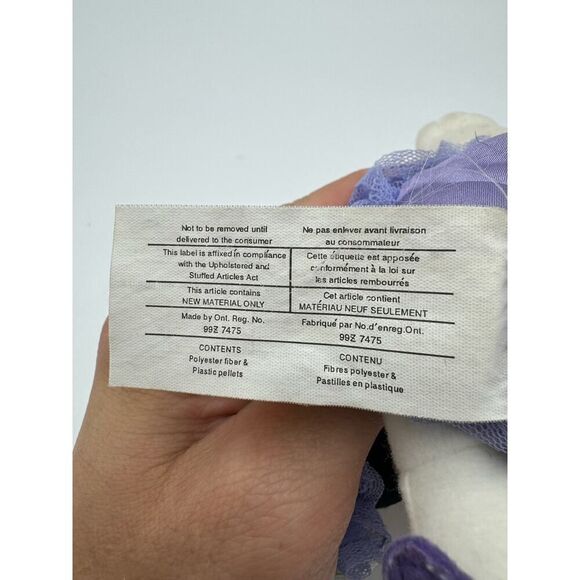 Not to be removed until
delivered to the consumer
Ne pas enlever avant livraison
au consommateur
This label is affixed in compliance
with the Upholstered and
Stuffed Articles Act
Cette étiquette est apposée
conformément à la loi sur
les articles rembourrés
This article contains
NEW MATERIAL ONLY
Cet article contient
MATÉRIAU NEUF SEULEMENT
Made by Ont. Reg. No.
99Z 7475
Fabriqué par No.d'enreg.Ont.
99Z 7475
CONTENTS
Polyester fiber &
Plastic pellets
CONTENU
Fibres polyester &
Pastilles en plastique